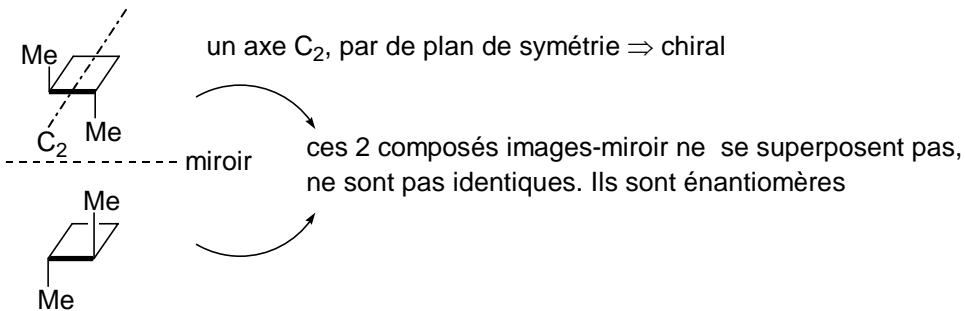 Me
un axe C₂, par de plan de symétrie ⇒ chiral
C₂
Me
miroir
ces 2 composés images-miroir ne se superposent pas,
ne sont pas identiques. Ils sont énantiomères
Me
Me